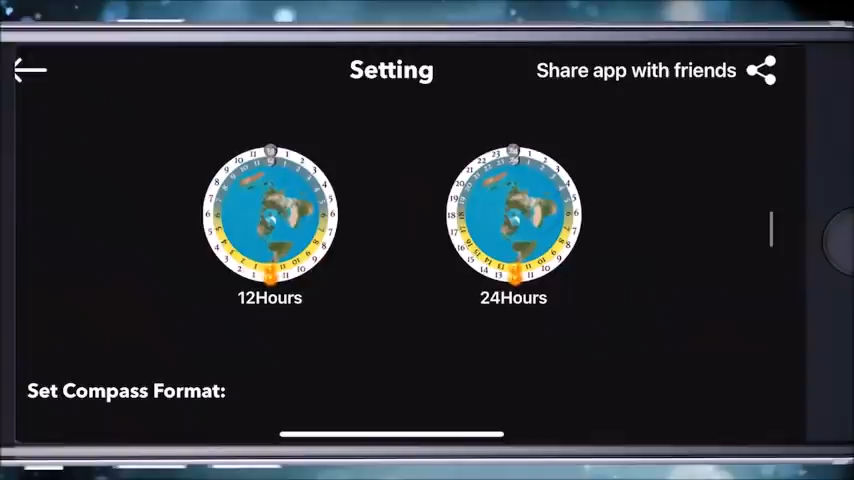 Setting
Share app with friends
12Hours
24Hours
Set Compass Format: